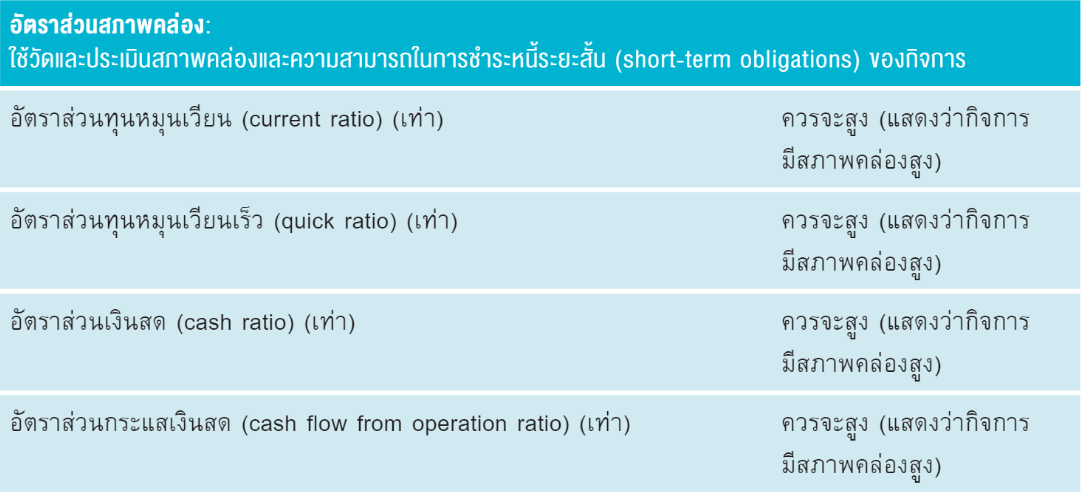 อัตราส่วนสภาพคล่อง:
ใช้วัดและประเมินสภาพคล่องและความสามารถในการชำระหนี้ระยะสั้น (short-term obligations) ของกิจการ
อัตราส่วนทุนหมุนเวียน (current ratio) (เท่า) ควรจะสูง (แสดงว่ากิจการ
มีสภาพคล่องสูง)
อัตราส่วนทุนหมุนเวียนเร็ว (quick ratio) (เท่า) ควรจะสูง (แสดงว่ากิจการ
มีสภาพคล่องสูง)
อัตราส่วนเงินสด (cash ratio) (เท่า) ควรจะสูง (แสดงว่ากิจการ
มีสภาพคล่องสูง)
อัตราส่วนกระแสเงินสด (cash flow from operation ratio) (เท่า) ควรจะสูง (แสดงว่ากิจการ
มีสภาพคล่องสูง)